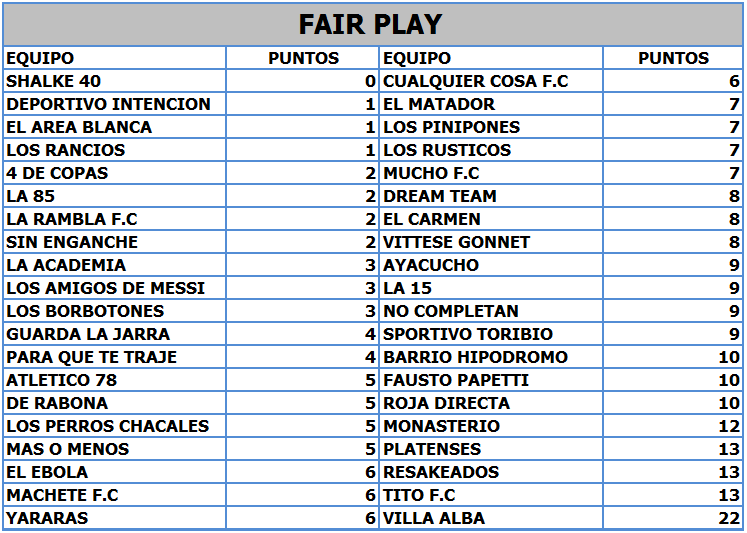 FAIR PLAY
EQUIPO PUNTOS EQUIPO PUNTOS
SHALKE 40 0 CUALQUIER COSA F.C 6
DEPORTIVO INTENCION 1 EL MATADOR 7
EL AREA BLANCA 1 LOS PINIPONES 7
LOS RANCIOS 1 LOS RUSTICOS 7
4 DE COPAS 2 MUCHO F.C 7
LA 85 2 DREAM TEAM 8
LA RAMBLA F.C 2 EL CARMEN 8
SIN ENGANCHE 2 VITTESE GONNET 8
LA ACADEMIA 3 AYACUCHO 9
LOS AMIGOS DE MESSI 3 LA 15 9
LOS BORBOTONES 3 NO COMPLETAN 9
GUARDA LA JARRA 4 SPORTIVO TORIBIO 9
PARA QUE TE TRAJE 4 BARRIO HIPODROMO 10
ATLETICO 78 5 FAUSTO PAPETTI 10
DE RABONA 5 ROJA DIRECTA 10
LOS PERROS CHACALES 5 MONASTERIO 12
MAS O MENOS 5 PLATENSES 13
EL EBOLA 6 RESAKEADOS 13
MACHETE F.C 6 TITO F.C 13
YARARAS 6 VILLA ALBA 22